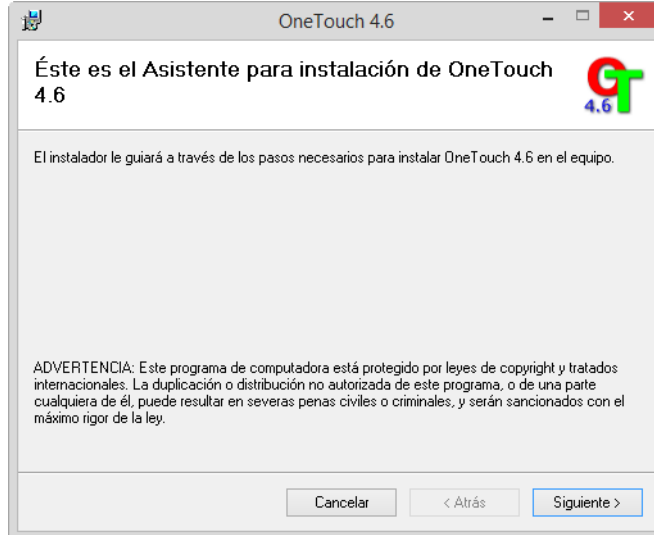 OneTouch 4.6
Éste es el Asistente para instalación de OneTouch
4.6
4.6
El instalador le guiará a través de los pasos necesarios para instalar OneTouch 4.6 en el equipo.
ADVERTENCIA: Este programa de computadora está protegido por leyes de copyright y tratados
internacionales. La duplicación o distribución no autorizada de este programa, o de una parte
cualquiera de él, puede resultar en severas penas civiles o criminales, y serán sancionados con el
máximo rigor de la ley.
Cancelar
< Atrás
Siguiente >